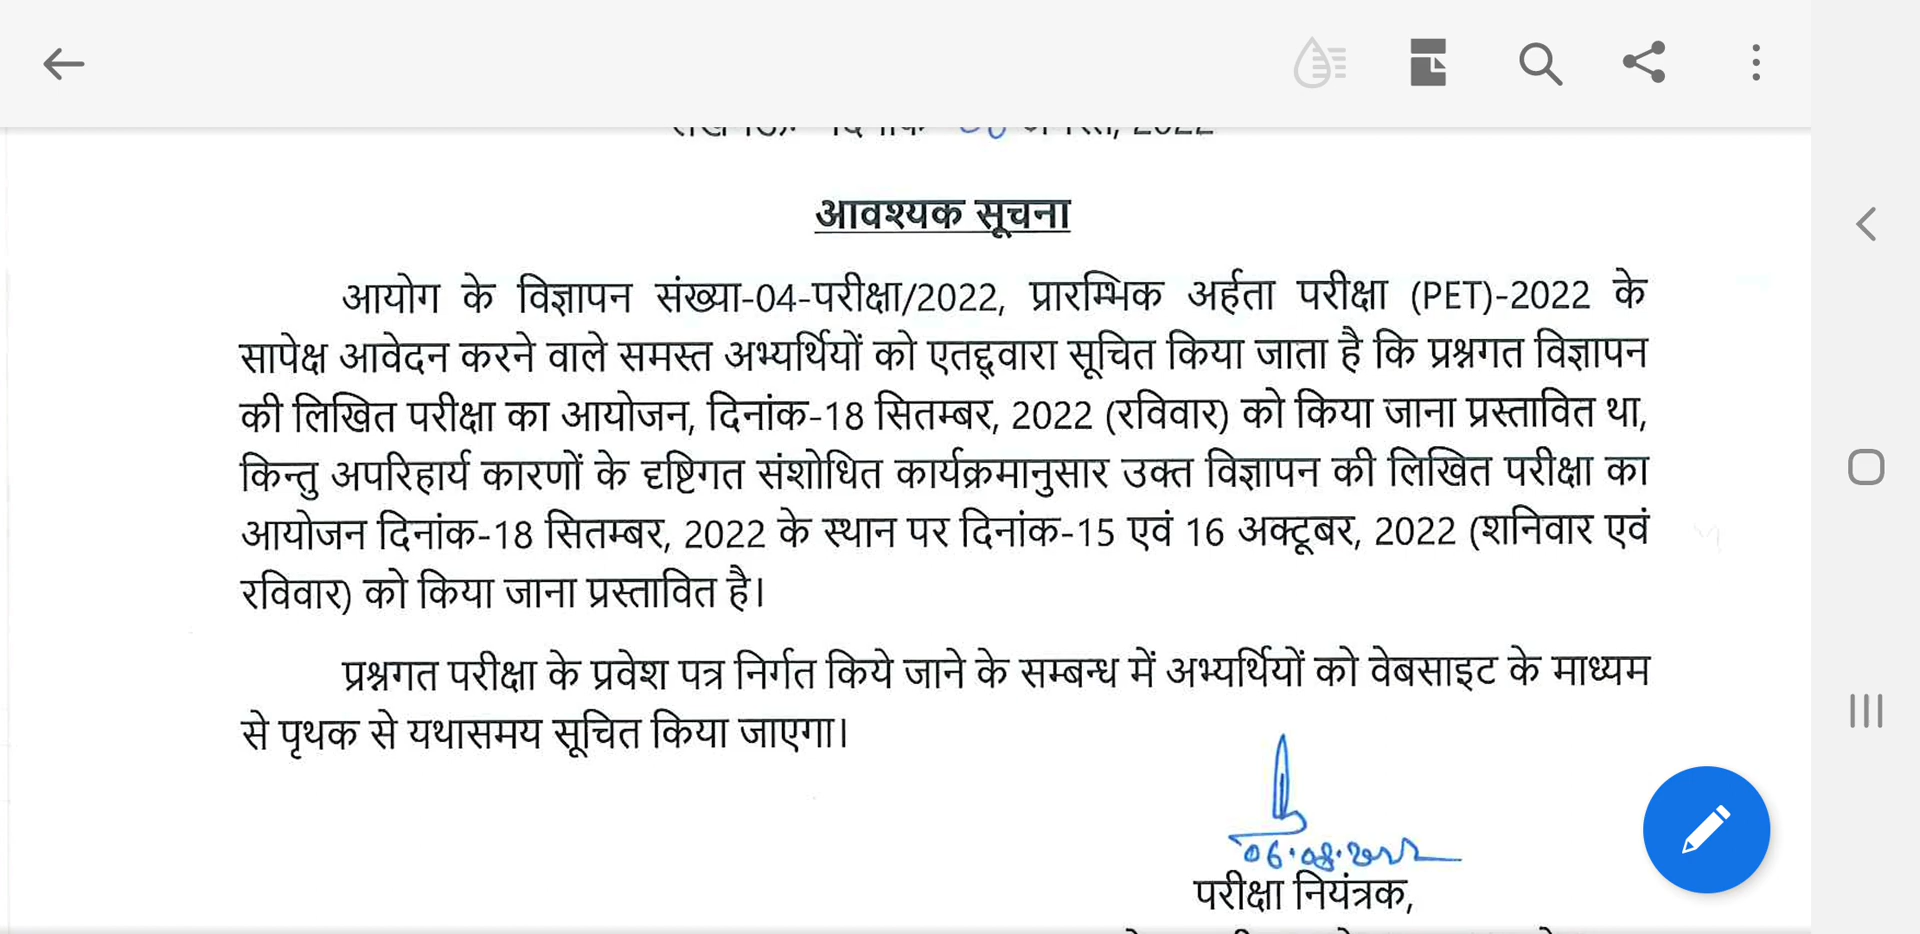 आवश्यक सूचना
आयोग के विज्ञापन संख्या-04-परीक्षा/2022, प्रारम्भिक अर्हता परीक्षा (PET)-2022 के
सापेक्ष आवेदन करने वाले समस्त अभ्यर्थियों को एतद्द्वारा सूचित किया जाता है कि प्रश्नगत विज्ञापन
की लिखित परीक्षा का आयोजन, दिनांक-18 सितम्बर, 2022 (रविवार) को किया जाना प्रस्तावित था,
किन्तु अपरिहार्य कारणों के दृष्टिगत संशोधित कार्यक्रमानुसार उक्त विज्ञापन की लिखित परीक्षा का
आयोजन दिनांक-18 सितम्बर, 2022 के स्थान पर दिनांक-15 एवं 16 अक्टूबर, 2022 (शनिवार एवं
रविवार) को किया जाना प्रस्तावित है।
प्रश्नगत परीक्षा के प्रवेश पत्र निर्गत किये जाने के सम्बन्ध में अभ्यर्थियों को वेबसाइट के माध्यम
से पृथक से यथासमय सूचित किया जाएगा।
06.08.2022
परीक्षा नियंत्रक,